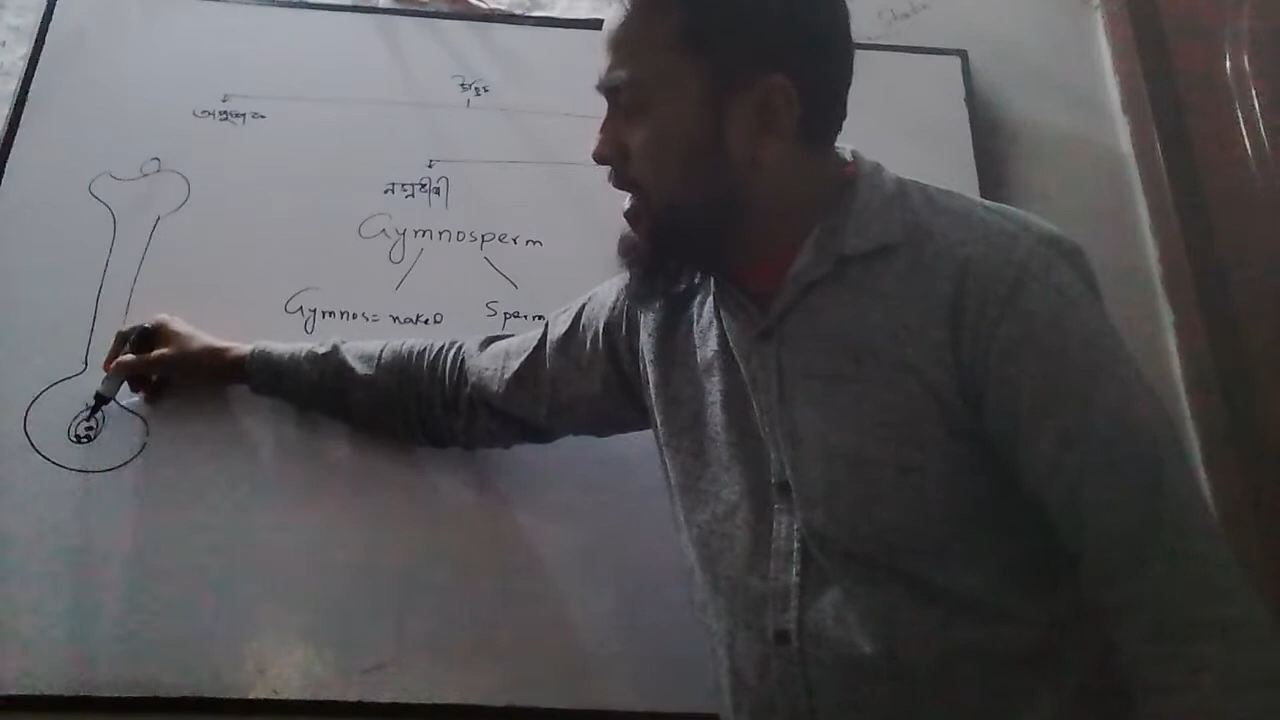 উদ্ভিদ
অপুষ্পক
নগ্নবীজী
Gymnosperm
Gymnos = naked Sperm